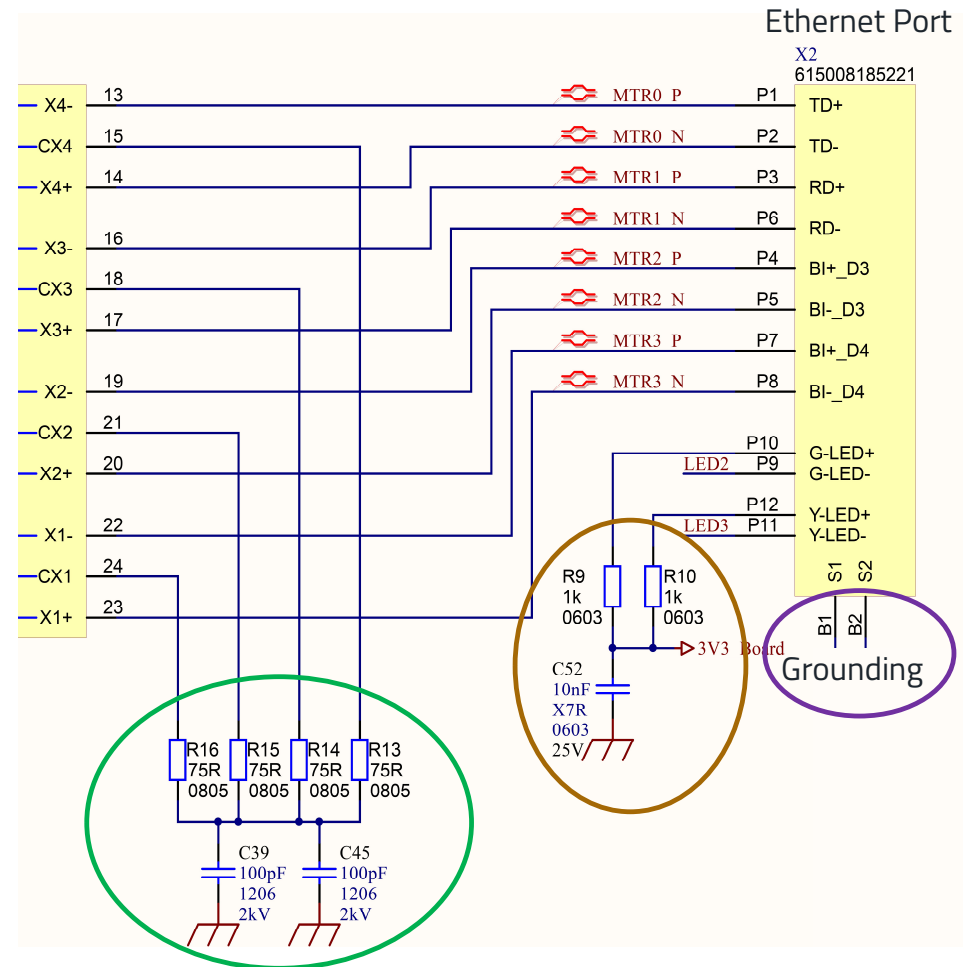 Ethernet Port
X2
615008185221
X4- 13 MTR0_P P1 TD+
CX4 15 MTR0_N P2 TD-
X4+ 14 MTR1_P P3 RD+
X3- 16 MTR1_N P6 RD-
CX3 18 MTR2_P P4 BI+_D3
X3+ 17 MTR2_N P5 BI-_D3
X2- 19 MTR3_P P7 BI+_D4
CX2 21 MTR3_N P8 BI-_D4
X2+ 20
X1- 22
CX1 24
X1+ 23
P10 G-LED+
LED2 P9 G-LED-
P12 Y-LED+
LED3 P11 Y-LED-
S1 S2
B1 B2
Grounding
R9
1k
0603
R10
1k
0603
3V3_Board
C52
10nF
X7R
0603
25V
R16
75R
0805
R15
75R
0805
R14
75R
0805
R13
75R
0805
C39
100pF
1206
2kV
C45
100pF
1206
2kV